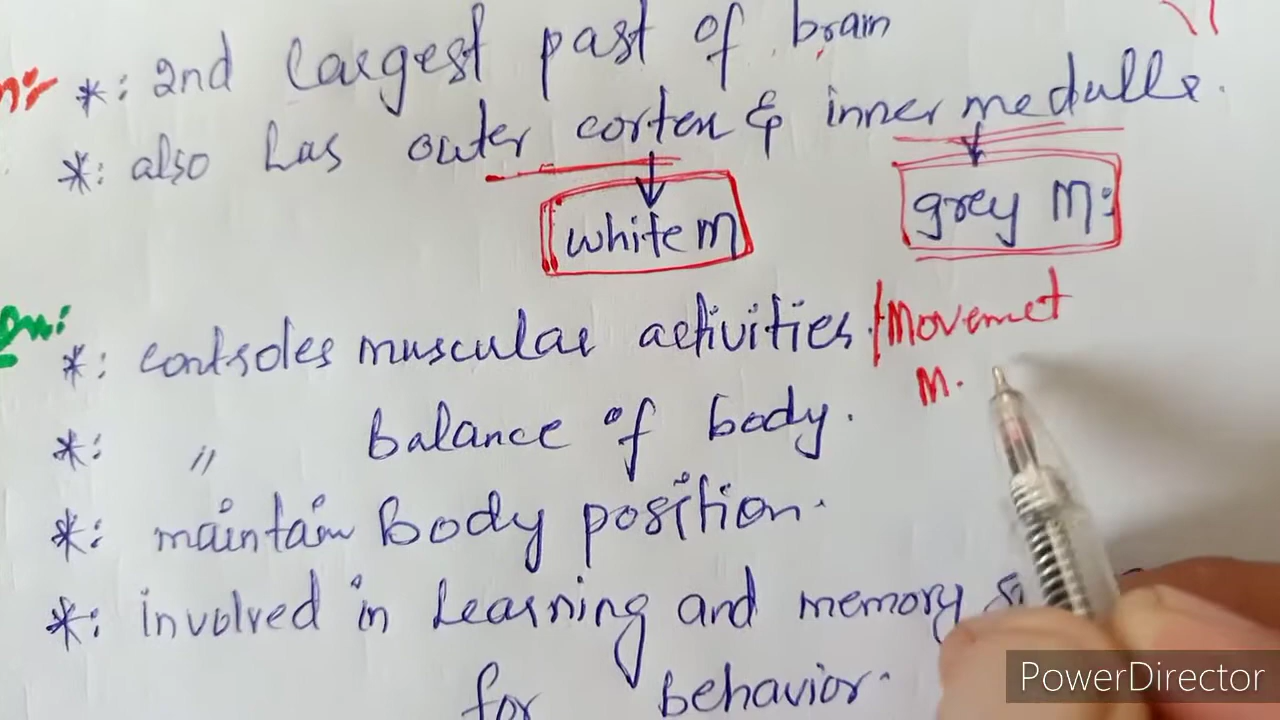 *: 2nd largest part of brain
*: also has outer cortex & inner medulla.
white m
grey M:
*: controles muscular activities. / Movemet
M.
*: " Balance of body.
*: maintain Body position.
*: involved in Learning and memory
for behavior.
PowerDirector